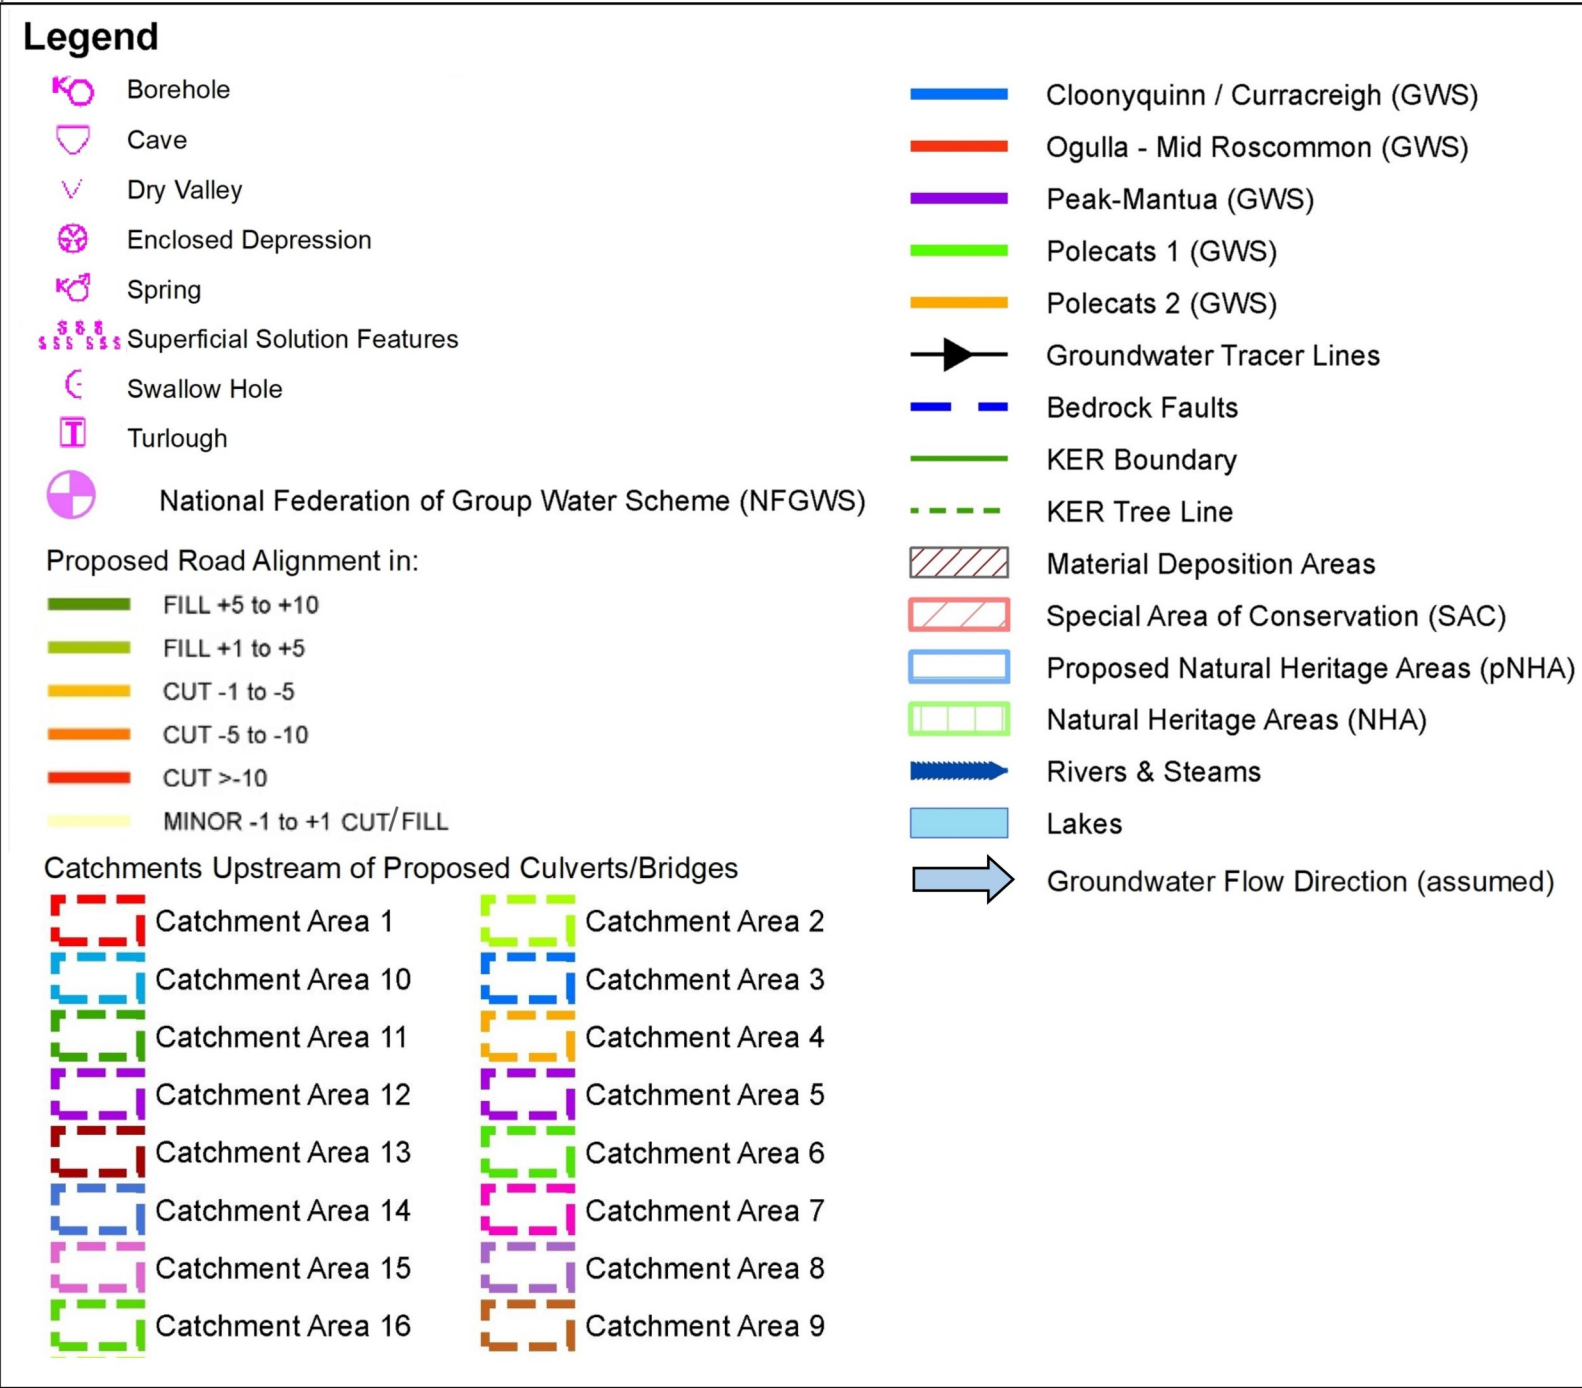 Legend
Borehole
Cave
Dry Valley
Enclosed Depression
Spring
Superficial Solution Features
Swallow Hole
Turlough
National Federation of Group Water Scheme (NFGWS)
Proposed Road Alignment in:
FILL +5 to +10
FILL +1 to +5
CUT -1 to -5
CUT -5 to -10
CUT >-10
MINOR -1 to +1 CUT/FILL
Catchments Upstream of Proposed Culverts/Bridges
Catchment Area 1
Catchment Area 10
Catchment Area 11
Catchment Area 12
Catchment Area 13
Catchment Area 14
Catchment Area 15
Catchment Area 16
Catchment Area 2
Catchment Area 3
Catchment Area 4
Catchment Area 5
Catchment Area 6
Catchment Area 7
Catchment Area 8
Catchment Area 9
Cloonyquinn / Curracreigh (GWS)
Ogulla - Mid Roscommon (GWS)
Peak-Mantua (GWS)
Polecats 1 (GWS)
Polecats 2 (GWS)
Groundwater Tracer Lines
Bedrock Faults
KER Boundary
KER Tree Line
Material Deposition Areas
Special Area of Conservation (SAC)
Proposed Natural Heritage Areas (pNHA)
Natural Heritage Areas (NHA)
Rivers & Steams
Lakes
Groundwater Flow Direction (assumed)